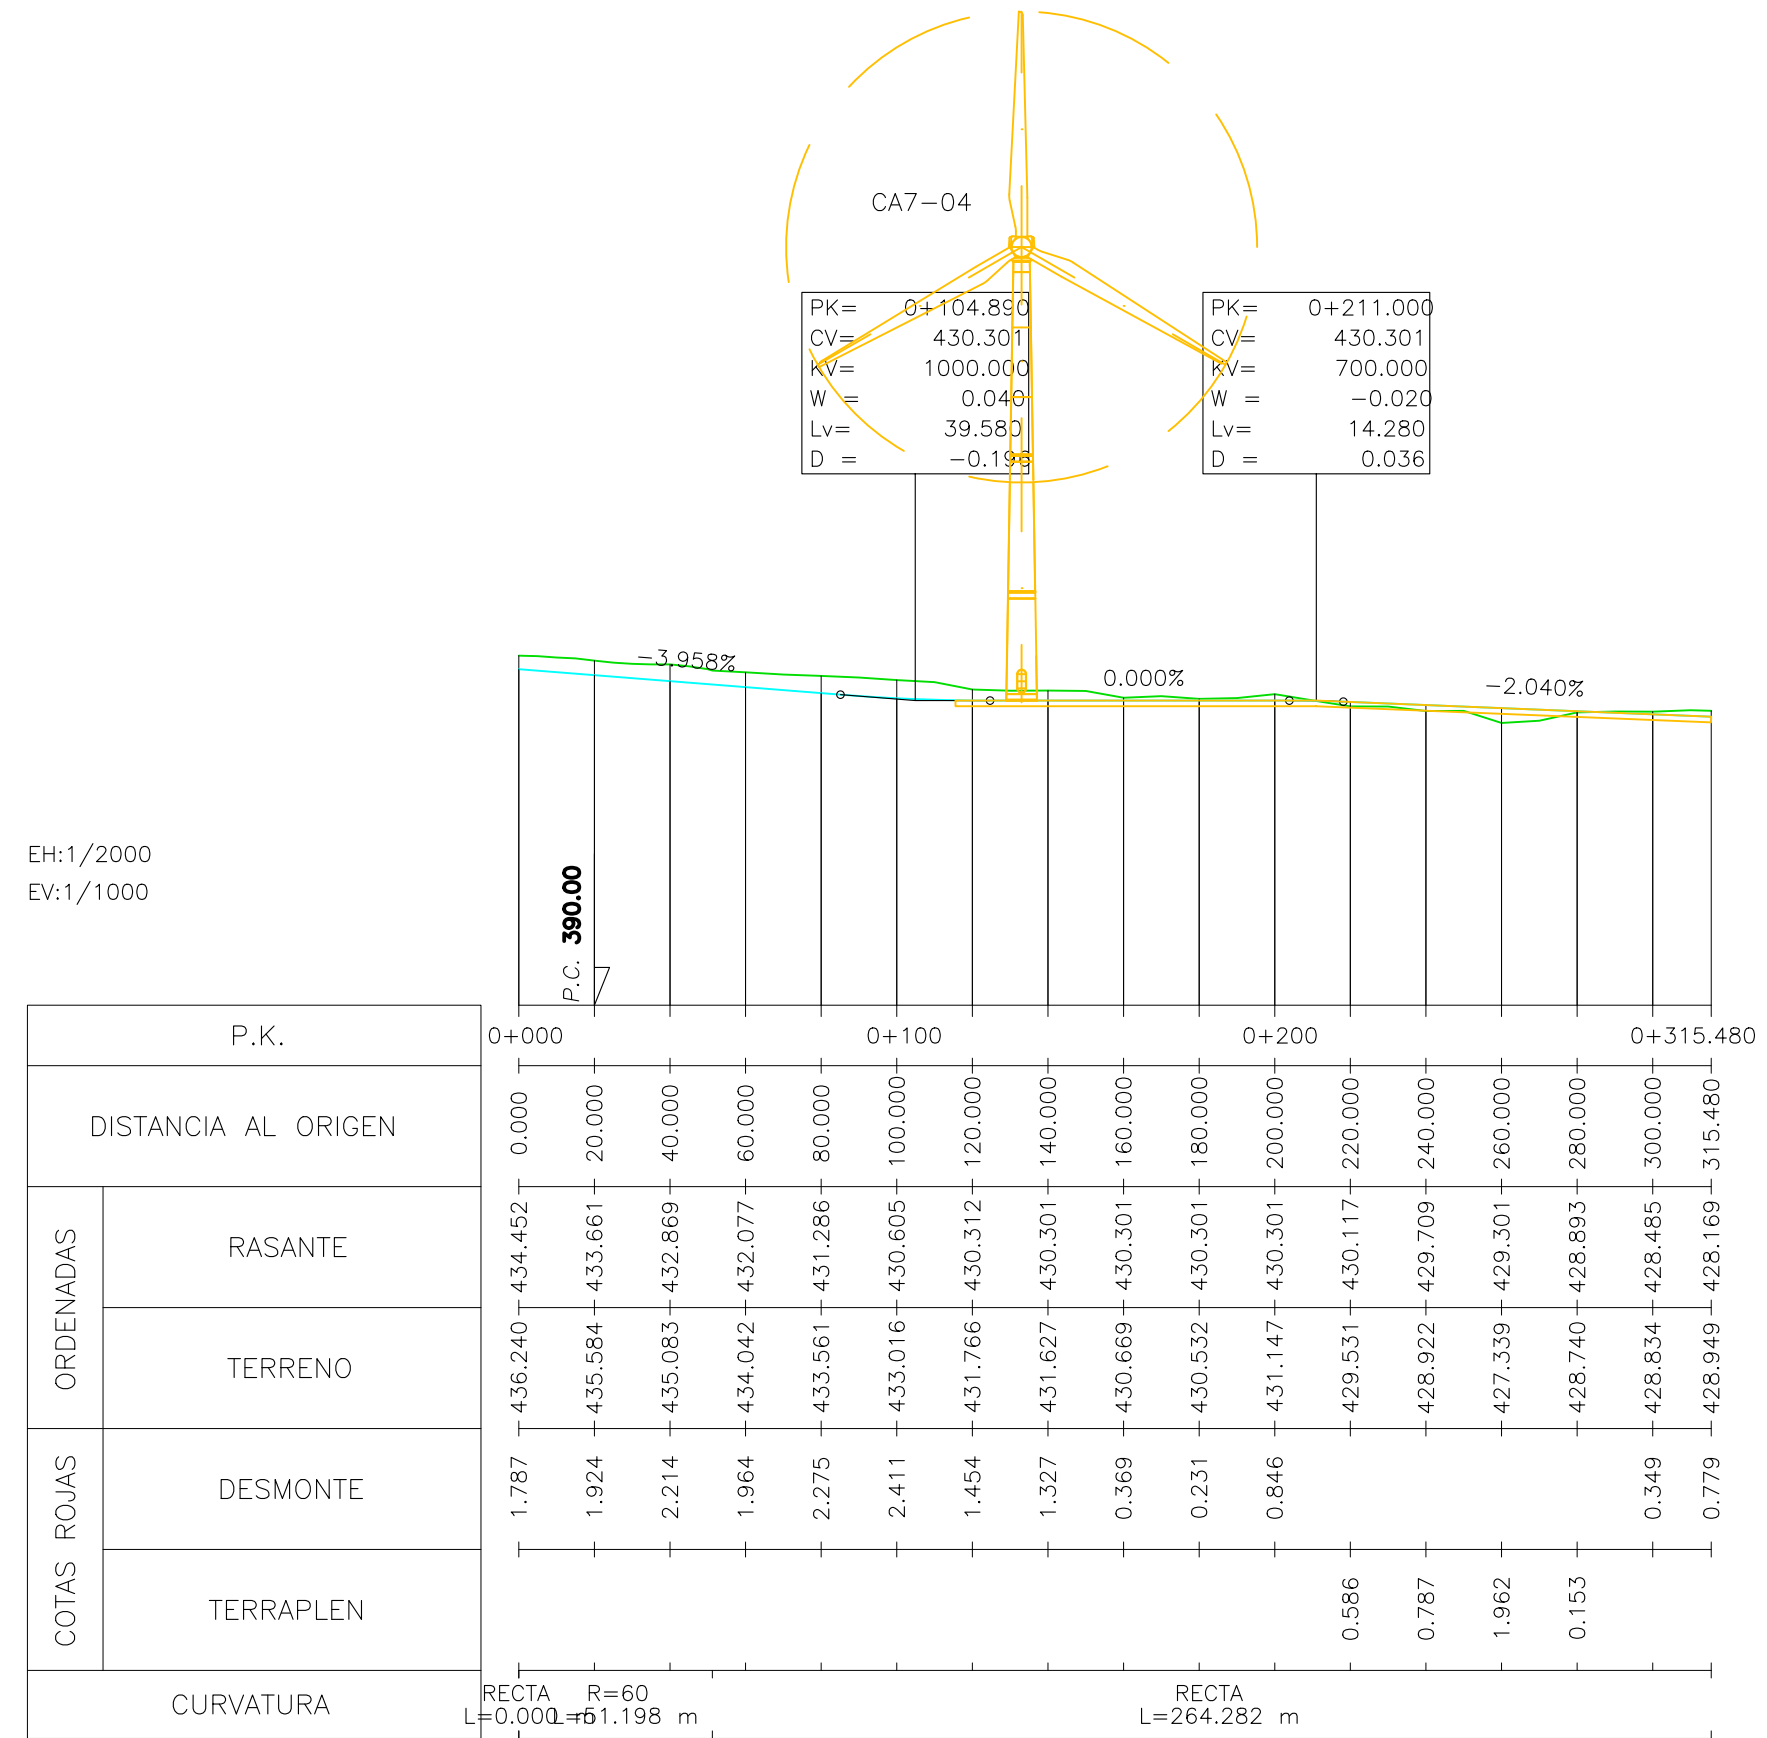 CA7-04
PK= 0+104.890
CV= 430.301
KV= 1000.000
W = 0.040
Lv= 39.580
D = -0.196
PK= 0+211.000
CV= 430.301
KV= 700.000
W = -0.020
Lv= 14.280
D = 0.036
-3.958%
0.000%
-2.040%
EH:1/2000
EV:1/1000
P.C. 390.00
P.K. 0+000 0+100 0+200 0+315.480
DISTANCIA AL ORIGEN 0.000 20.000 40.000 60.000 80.000 100.000 120.000 140.000 160.000 180.000 200.000 220.000 240.000 260.000 280.000 300.000 315.480
ORDENADAS
RASANTE 434.452 433.661 432.869 432.077 431.286 430.605 430.312 430.301 430.301 430.301 430.301 430.117 429.709 429.301 428.893 428.485 428.169
TERRENO 436.240 435.584 435.083 434.042 433.561 433.016 431.766 431.627 430.669 430.532 431.147 429.531 428.922 427.339 428.740 428.834 428.949
COTAS ROJAS
DESMONTE 1.787 1.924 2.214 1.964 2.275 2.411 1.454 1.327 0.369 0.231 0.846 0.349 0.779
TERRAPLEN 0.586 0.787 1.962 0.153
CURVATURA
RECTA R=60 RECTA
L=0.000 m L=51.198 m L=264.282 m